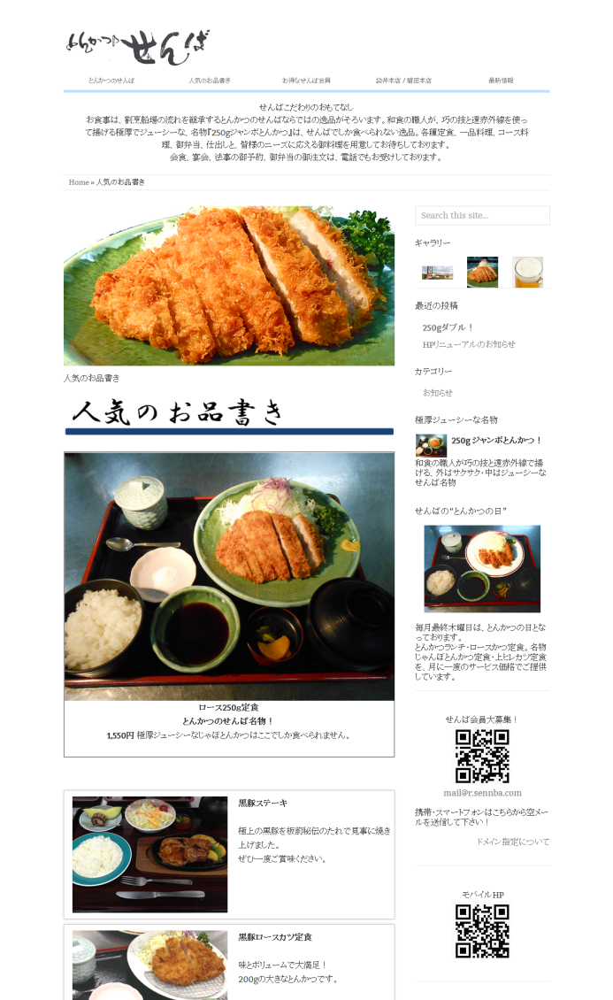 とんかつ せんば
とんかつのせんば
人気のお品書き
お得なせんば会員
袋井本店 / 磐田本店
最新情報
せんばこだわりのおもてなし
お食事は、割烹船場の流れを継承するとんかつのせんばならではの逸品がそろいます。和食の職人が、巧の技と遠赤外線を使っ
て揚げる極厚でジューシーな、名物『250gジャンボとんかつ』は、せんばでしか食べられない逸品。各種定食、一品料理、コース料
理、御弁当、仕出しと、皆様のニーズに応える御料理を用意してお待ちしております。
会食、宴会、法事の御予約、御弁当の御注文は、電話でもお受けしております。
Home » 人気のお品書き
人気のお品書き
人気のお品書き
ロース250g定食
とんかつのせんば名物！
1,550円 極厚ジューシーなじゃぼとんかつはここでしか食べられません。
黒豚ステーキ
極上の黒豚を板前秘伝のたれで見事に焼き
上げました。
ぜひ一度ご賞味ください。
黒豚ロースカツ定食
味とボリュームで大満足！
200gの大きなとんかつです。
Search this site...
ギャラリー
最近の投稿
250gダブル！
HPリニューアルのお知らせ
カテゴリー
お知らせ
極厚ジューシーな名物
250g ジャンボとんかつ！
和食の職人が巧の技と遠赤外線で揚
げる、外はサクサク・中はジューシーな
せんば名物
せんばの“とんかつの日”
毎月最終木曜日は、とんかつの日とな
っております。
とんかつランチ・ロースかつ定食。名物
じゃんぼとんかつ定食・上ヒレカツ定食
を、月に一度のサービス価格でご提供
しています。
せんば会員大募集！
mail@r.sennba.com
携帯・スマートフォンはこちらから空メー
ルを送信して下さい！
ドメイン指定について
モバイルHP